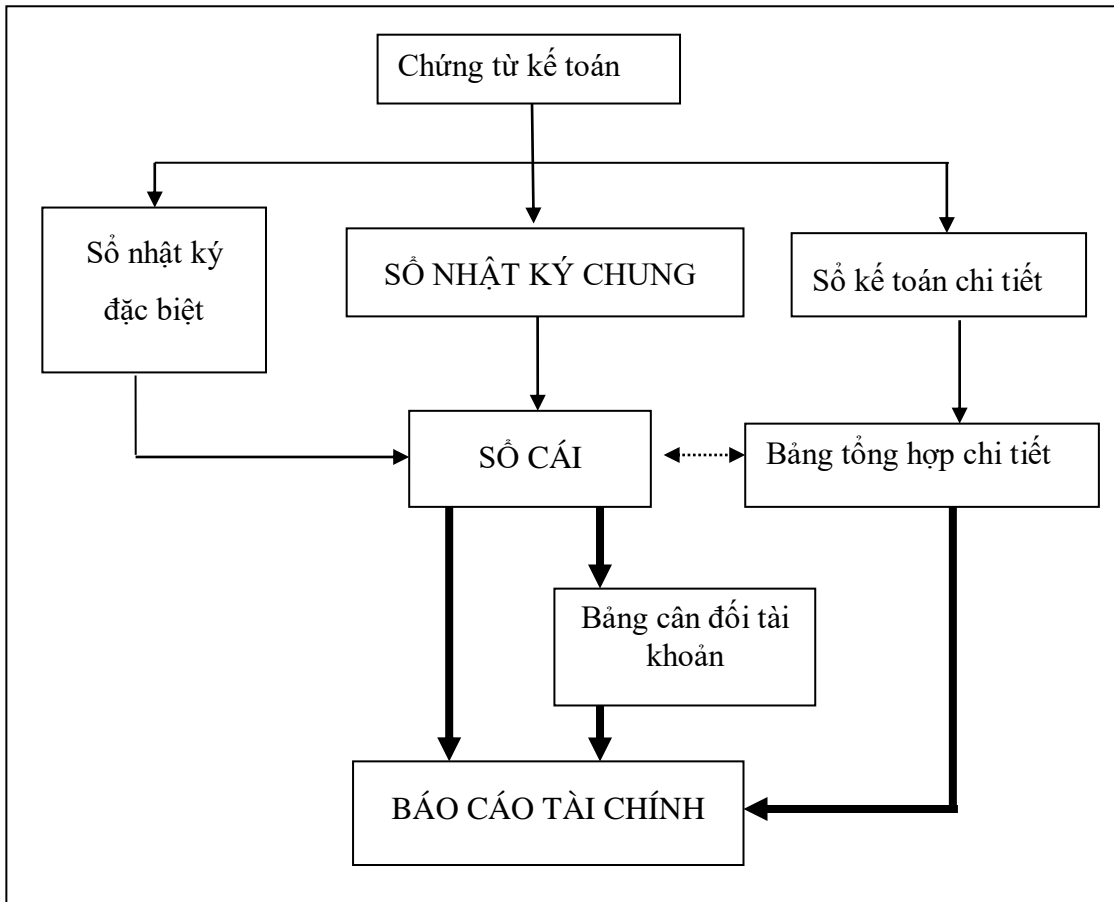 Chứng từ kế toán
Sổ nhật ký
đặc biệt
SỔ NHẬT KÝ CHUNG
Sổ kế toán chi tiết
SỔ CÁI
Bảng tổng hợp chi tiết
Bảng cân đối tài
khoản
BÁO CÁO TÀI CHÍNH